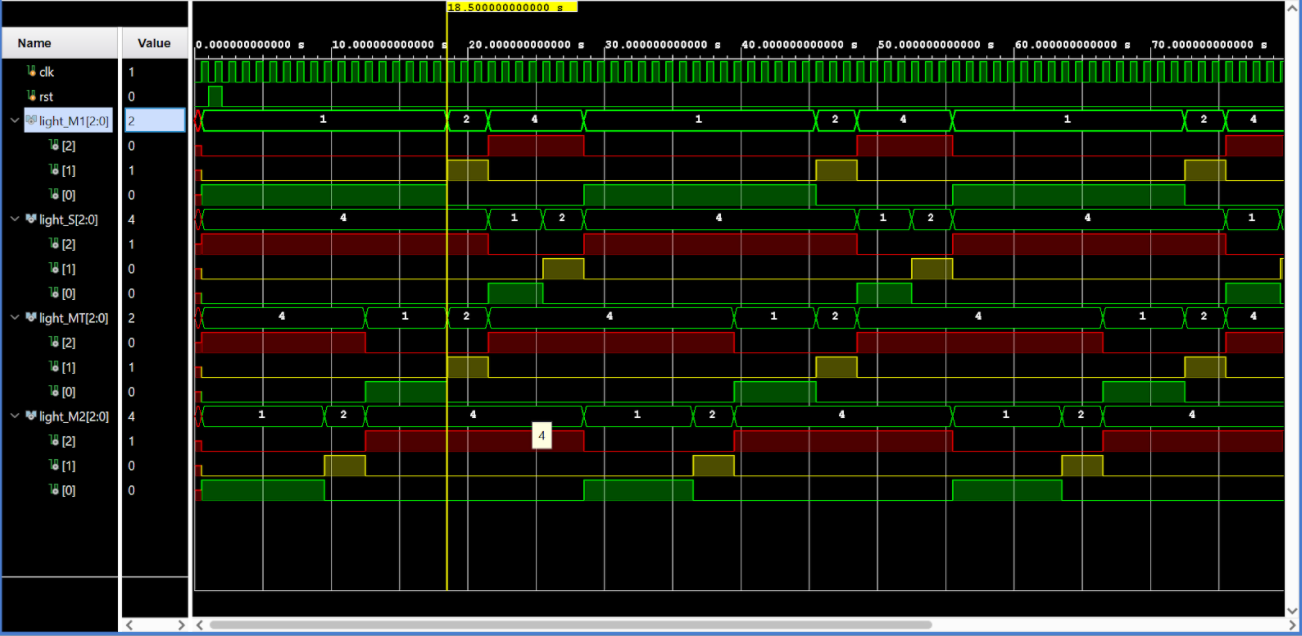 18.500000000000 s
Name Value 0.000000000000 s 10.000000000000 s 20.000000000000 s 30.000000000000 s 40.000000000000 s 50.000000000000 s 60.000000000000 s 70.000000000000 s
clk 1
rst 0
light_M1[2:0] 2 1 2 4 1 2 4 1 2 4
[2] 0
[1] 1
[0] 0
light_S[2:0] 4 4 1 2 4 1 2 4 1
[2] 1
[1] 0
[0] 0
light_MT[2:0] 2 4 1 2 4 1 2 4 1 2 4
[2] 0
[1] 1
[0] 0
light_M2[2:0] 4 1 2 4 1 2 4 1 2 4
[2] 1 4
[1] 0
[0] 0